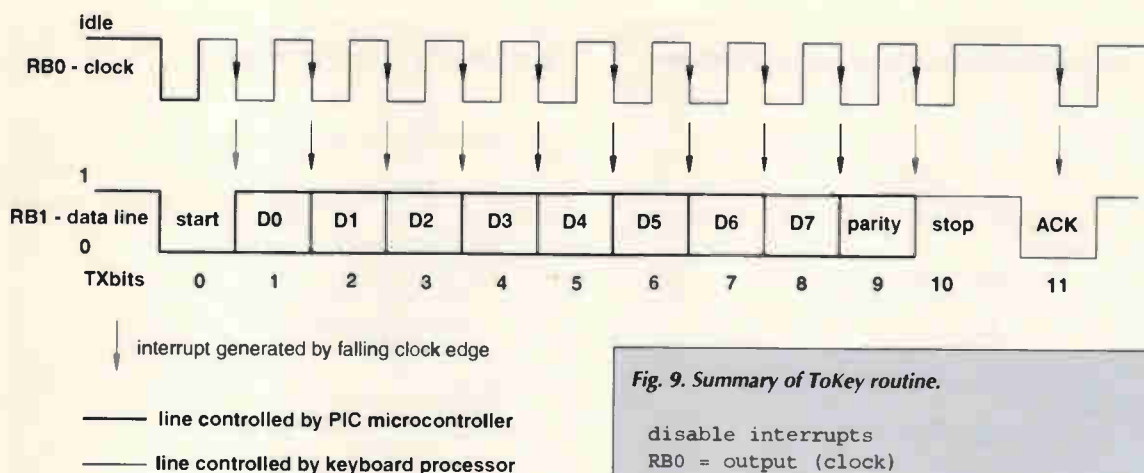 idle
RB0 - clock
1
RB1 - data line
0
start D0 D1 D2 D3 D4 D5 D6 D7 parity stop ACK
TXbits 0 1 2 3 4 5 6 7 8 9 10 11
interrupt generated by falling clock edge
line controlled by PIC microcontroller
line controlled by keyboard processor
Fig. 9. Summary of ToKey routine.
disable interrupts
RB0 = output (clock)